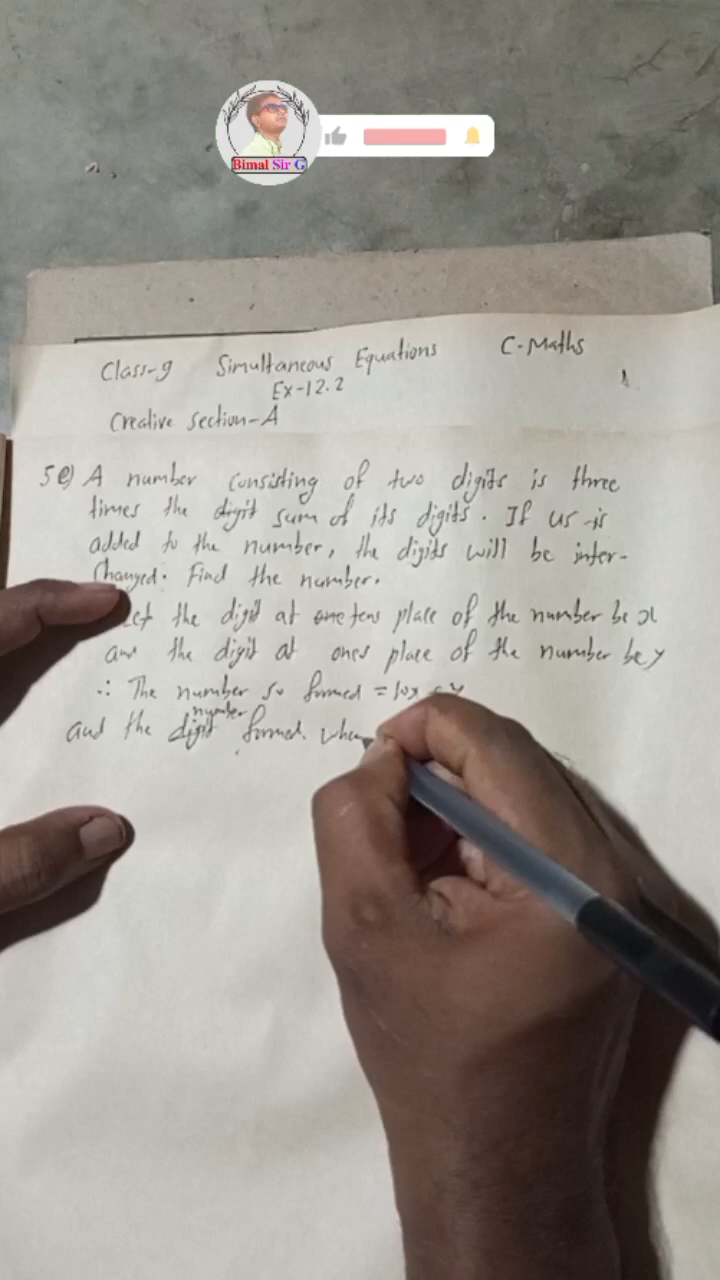 Bimal Sir G
Class-9 Simultaneous Equations C-Maths
Ex-12.2
Creative section-A
5e) A number consisting of two digits is three
times the digit sum of its digits. If 45 is
added to the number, the digits will be inter-
changed. Find the number.
Let the digit at one tens place of the number be x
and the digit at ones place of the number be y
∴ The number so formed = 10x + y
number
and the digit formed. when